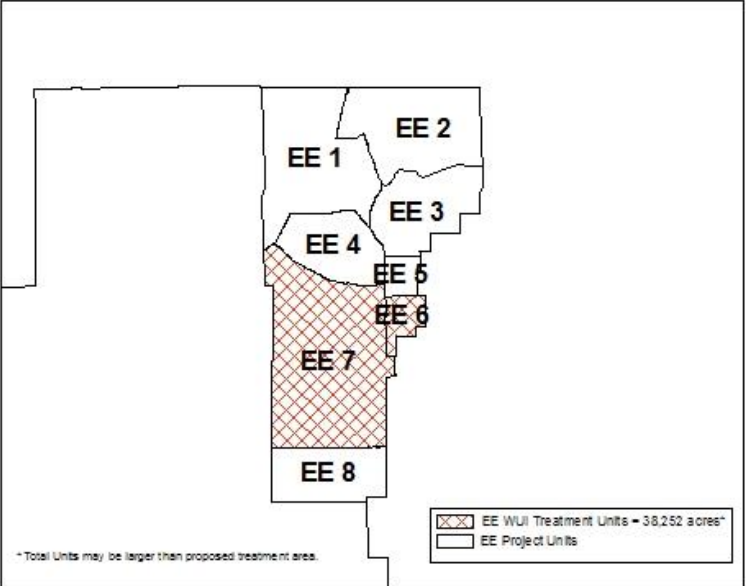 EE 2
EE 1
EE 3
EE 4
EE 5
EE 6
EE 7
EE 8
EE WUI Treatment Units = 38,252 acres*
EE Project Units
* Total Units may be larger than proposed treatment area.